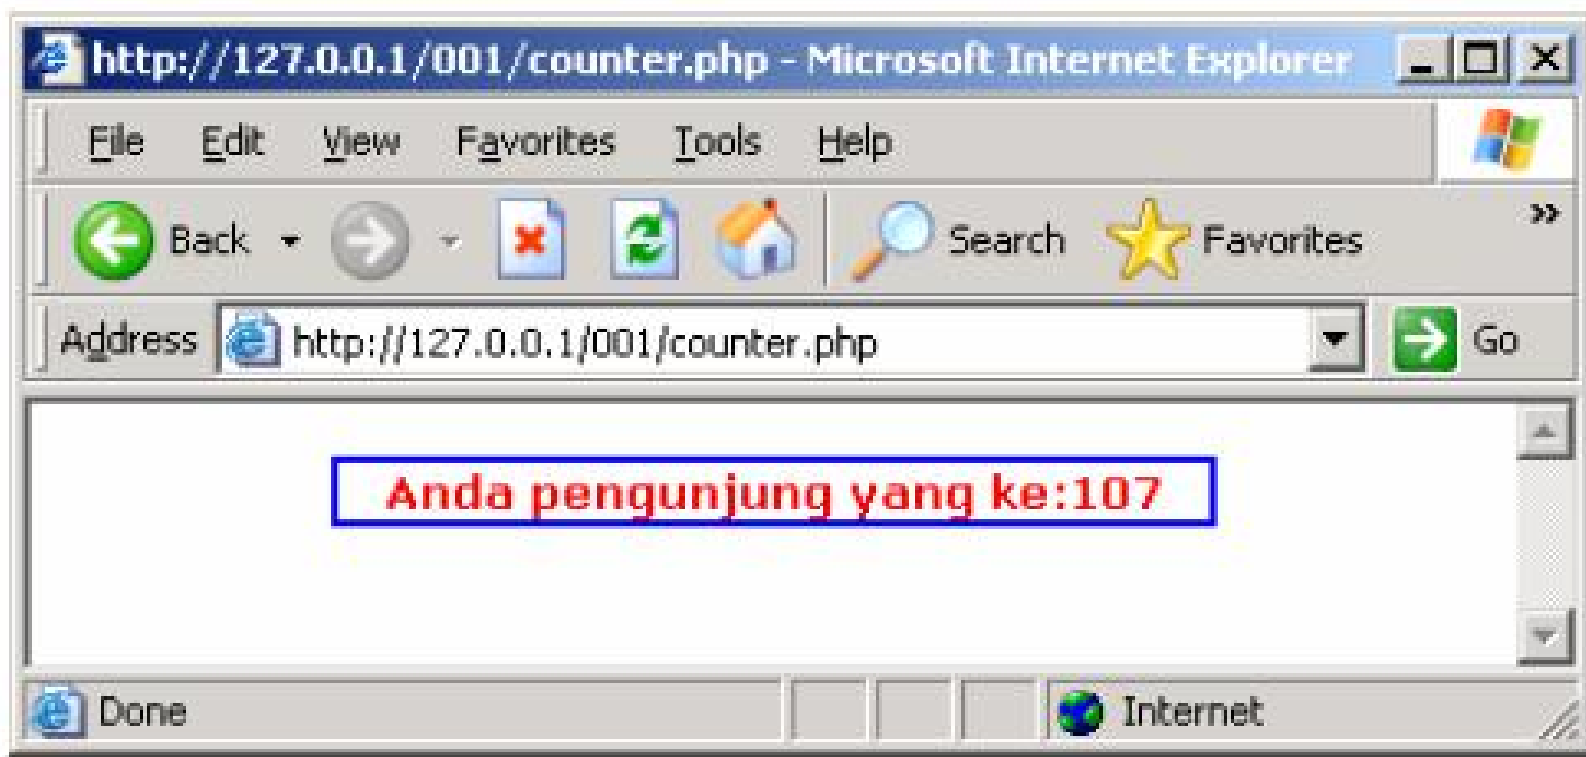 http://127.0.0.1/001/counter.php - Microsoft Internet Explorer
File Edit View Favorites Tools Help
Back Search Favorites »
Address http://127.0.0.1/001/counter.php Go
Anda pengunjung yang ke:107
Done Internet